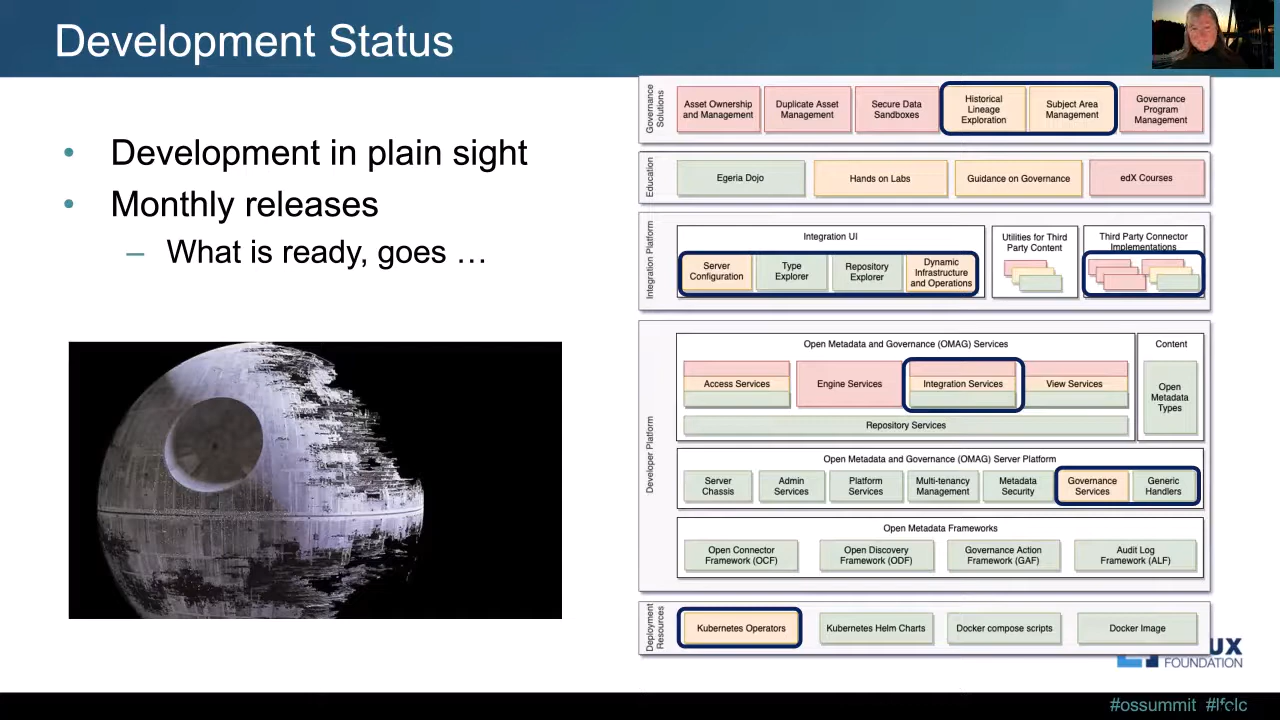 Development Status
• Development in plain sight
• Monthly releases
– What is ready, goes …
Governance
Solutions
Asset Ownership
and Management
Duplicate Asset
Management
Secure Data
Sandboxes
Historical
Lineage
Exploration
Subject Area
Management
Governance
Program
Management
Education
Egeria Dojo
Hands on Labs
Guidance on Governance
edX Courses
Integration Platform
Integration UI
Server
Configuration
Type
Explorer
Repository
Explorer
Dynamic
Infrastructure
and Operations
Utilities for Third
Party Content
Third Party Connector
Implementations
Developer Platform
Open Metadata and Governance (OMAG) Services
Access Services
Engine Services
Integration Services
View Services
Repository Services
Content
Open
Metadata
Types
Open Metadata and Governance (OMAG) Server Platform
Server
Chassis
Admin
Services
Platform
Services
Multi-tenancy
Management
Metadata
Security
Governance
Services
Generic
Handlers
Open Metadata Frameworks
Open Connector
Framework (OCF)
Open Discovery
Framework (ODF)
Governance Action
Framework (GAF)
Audit Log
Framework (ALF)
Deployment
Resources
Kubernetes Operators
Kubernetes Helm Charts
Docker compose scripts
Docker Image
UX
FOUNDATION
#ossummit #lfclc